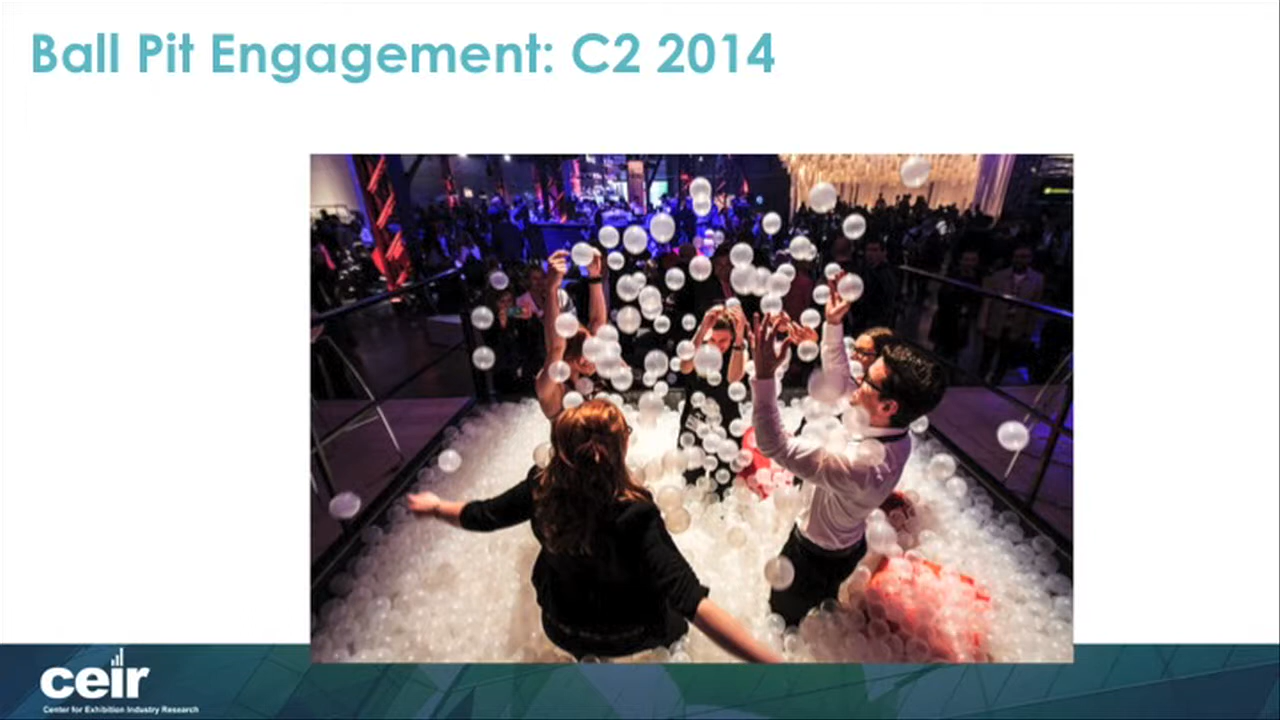 Ball Pit Engagement: C2 2014
ceir
Center for Exhibition Industry Research